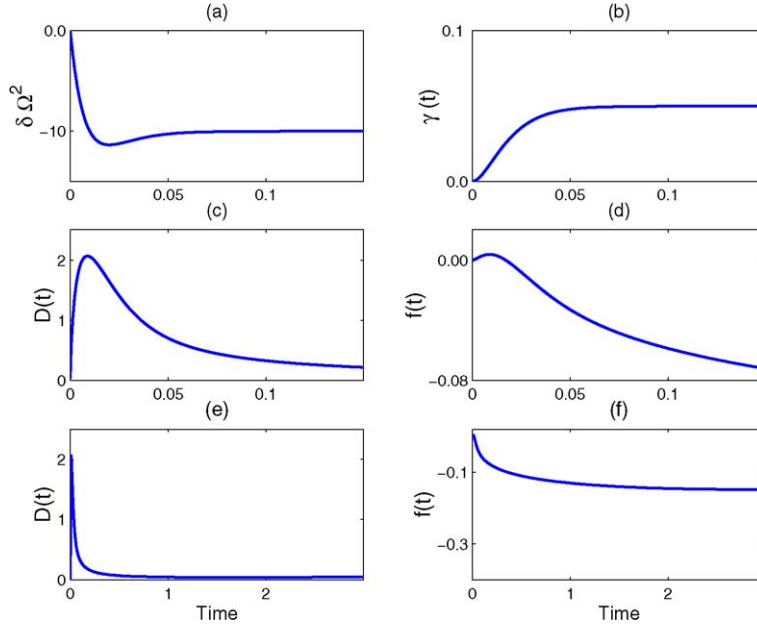 (a)
0.0
−10
δ Ω²
0 0.05 0.1
(b)
0.1
0.0
γ (t)
0 0.05 0.1
(c)
2
1
0
D(t)
0 0.05 0.1
(d)
0.00
−0.08
f(t)
0 0.05 0.1
(e)
2
1
0
D(t)
0 1 2
Time
(f)
−0.1
−0.3
f(t)
0 1 2
Time